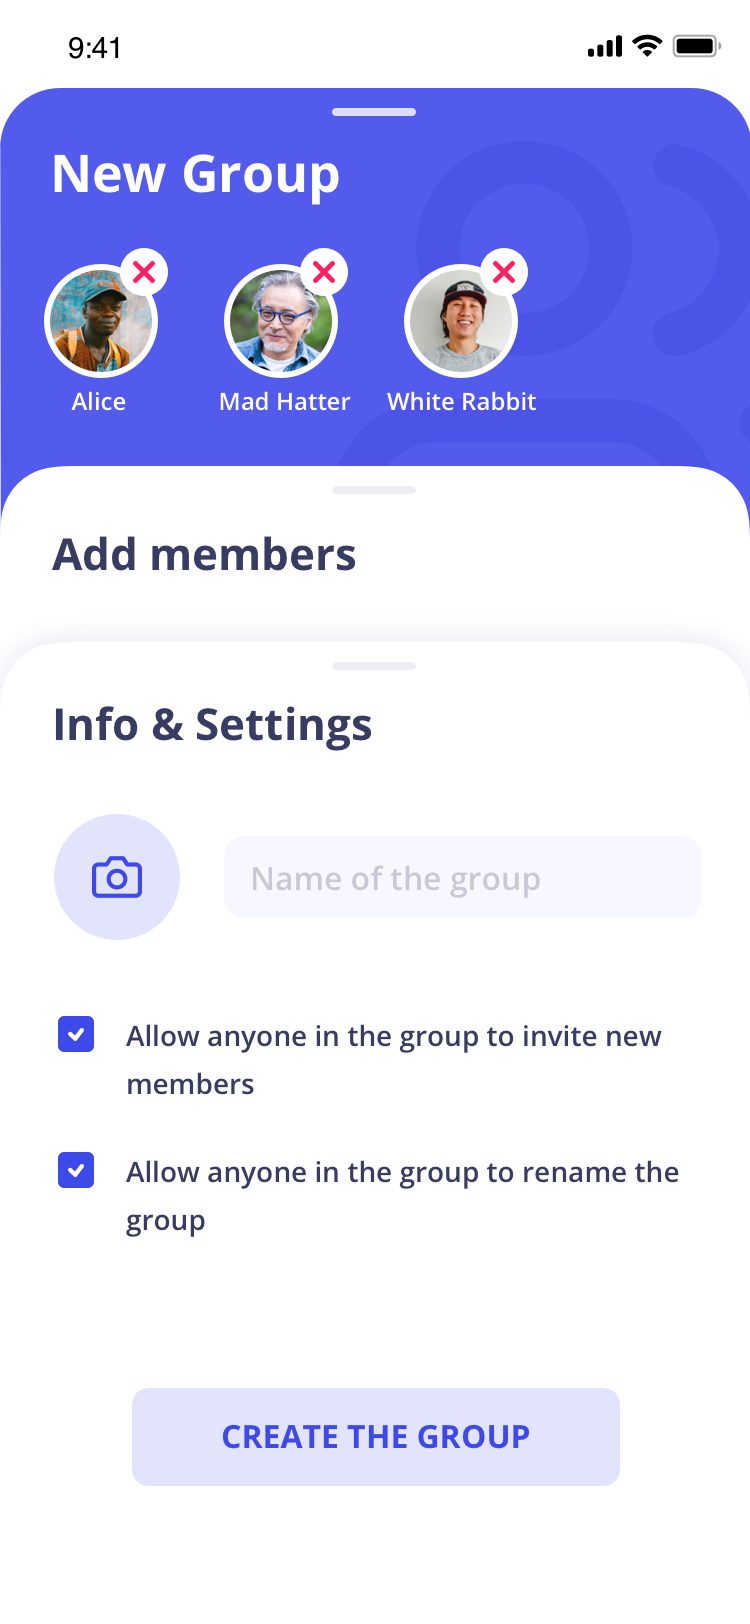 9:41
New Group
Alice
Mad Hatter
White Rabbit
Add members
Info & Settings
Name of the group
Allow anyone in the group to invite new
members
Allow anyone in the group to rename the
group
CREATE THE GROUP